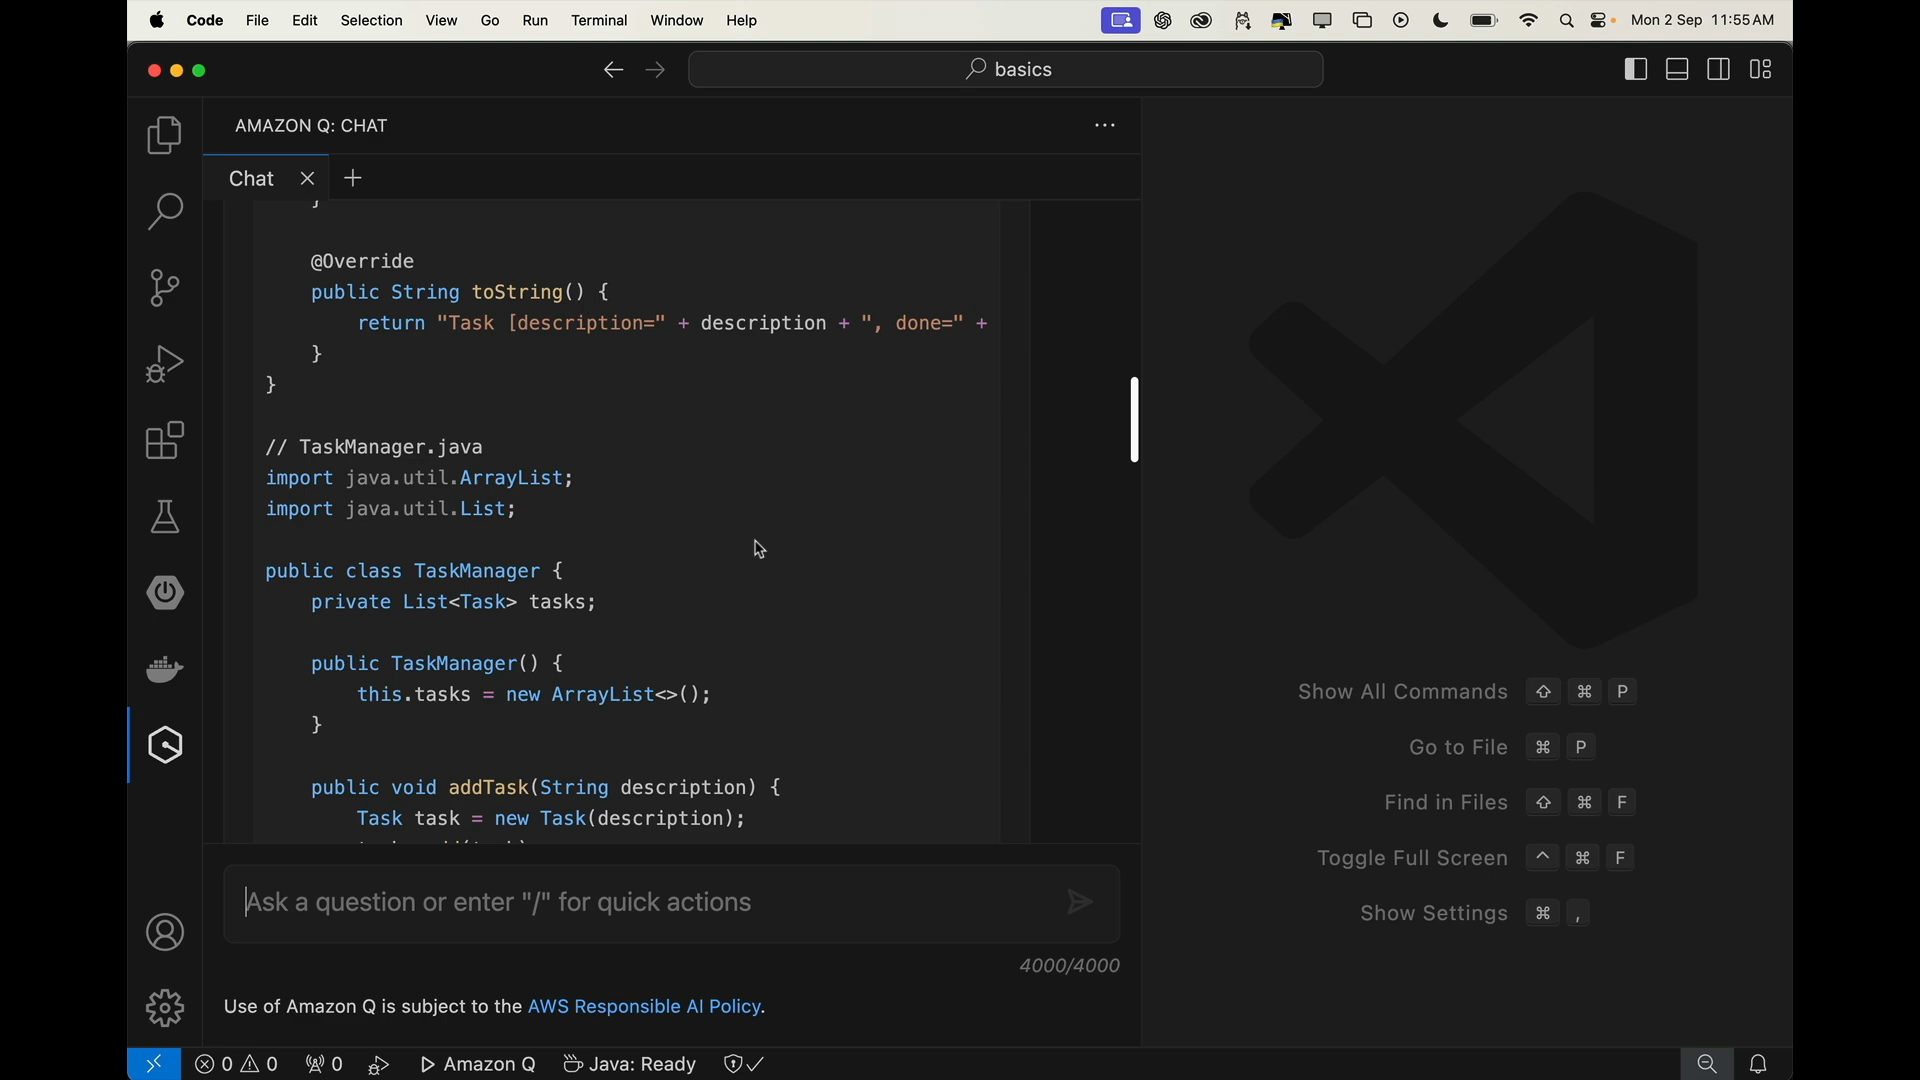 Code File Edit Selection View Go Run Terminal Window Help Mon 2 Sep 11:55 AM
basics
AMAZON Q: CHAT
Chat
}
@Override
public String toString() {
return "Task [description=" + description + ", done=" +
}
}
// TaskManager.java
import java.util.ArrayList;
import java.util.List;
public class TaskManager {
private List<Task> tasks;
public TaskManager() {
this.tasks = new ArrayList<>();
}
public void addTask(String description) {
Task task = new Task(description);
Show All Commands ⇧ ⌘ P
Go to File ⌘ P
Find in Files ⇧ ⌘ F
Toggle Full Screen ^ ⌘ F
Show Settings ⌘ ,
Ask a question or enter "/" for quick actions
4000/4000
Use of Amazon Q is subject to the AWS Responsible AI Policy.
0 0 0 Amazon Q Java: Ready